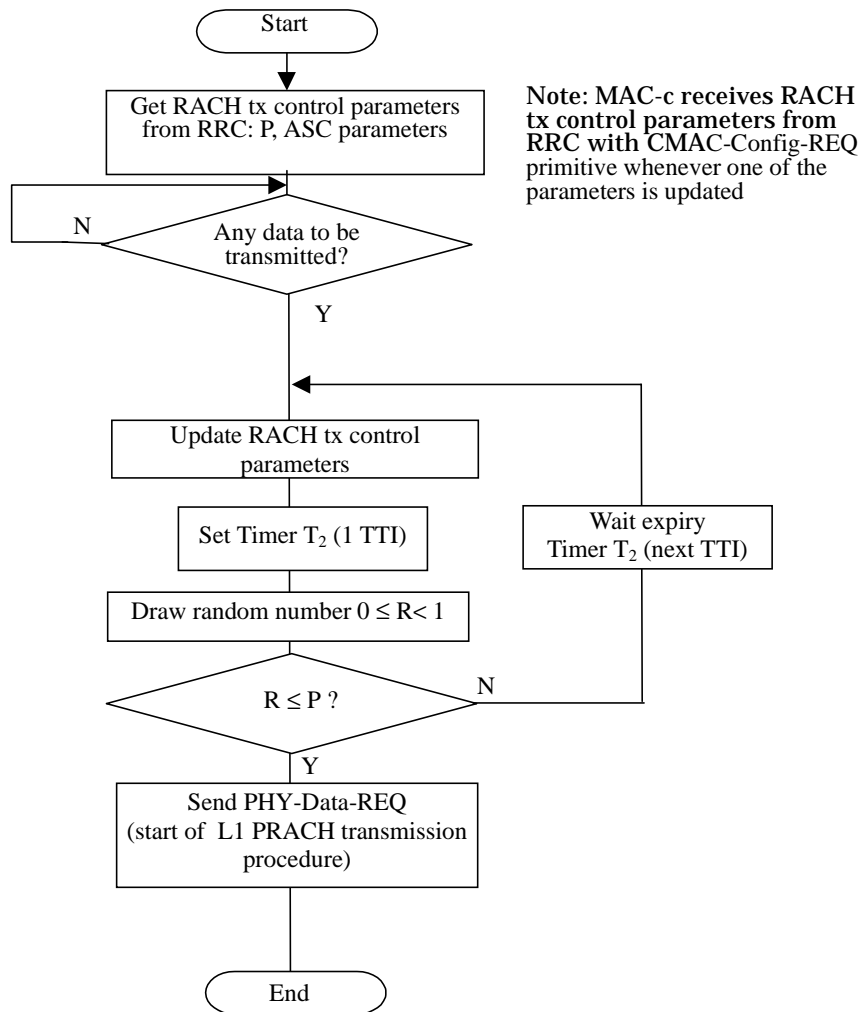 Start
Get RACH tx control parameters
from RRC: P, ASC parameters
Note: MAC-c receives RACH
tx control parameters from
RRC with CMAC-Config-REQ
primitive whenever one of the
parameters is updated
N
Any data to be
transmitted?
Y
Update RACH tx control
parameters
Set Timer T₂ (1 TTI)
Wait expiry
Timer T₂ (next TTI)
Draw random number 0 ≤ R< 1
R ≤ P ?
N
Y
Send PHY-Data-REQ
(start of L1 PRACH transmission
procedure)
End